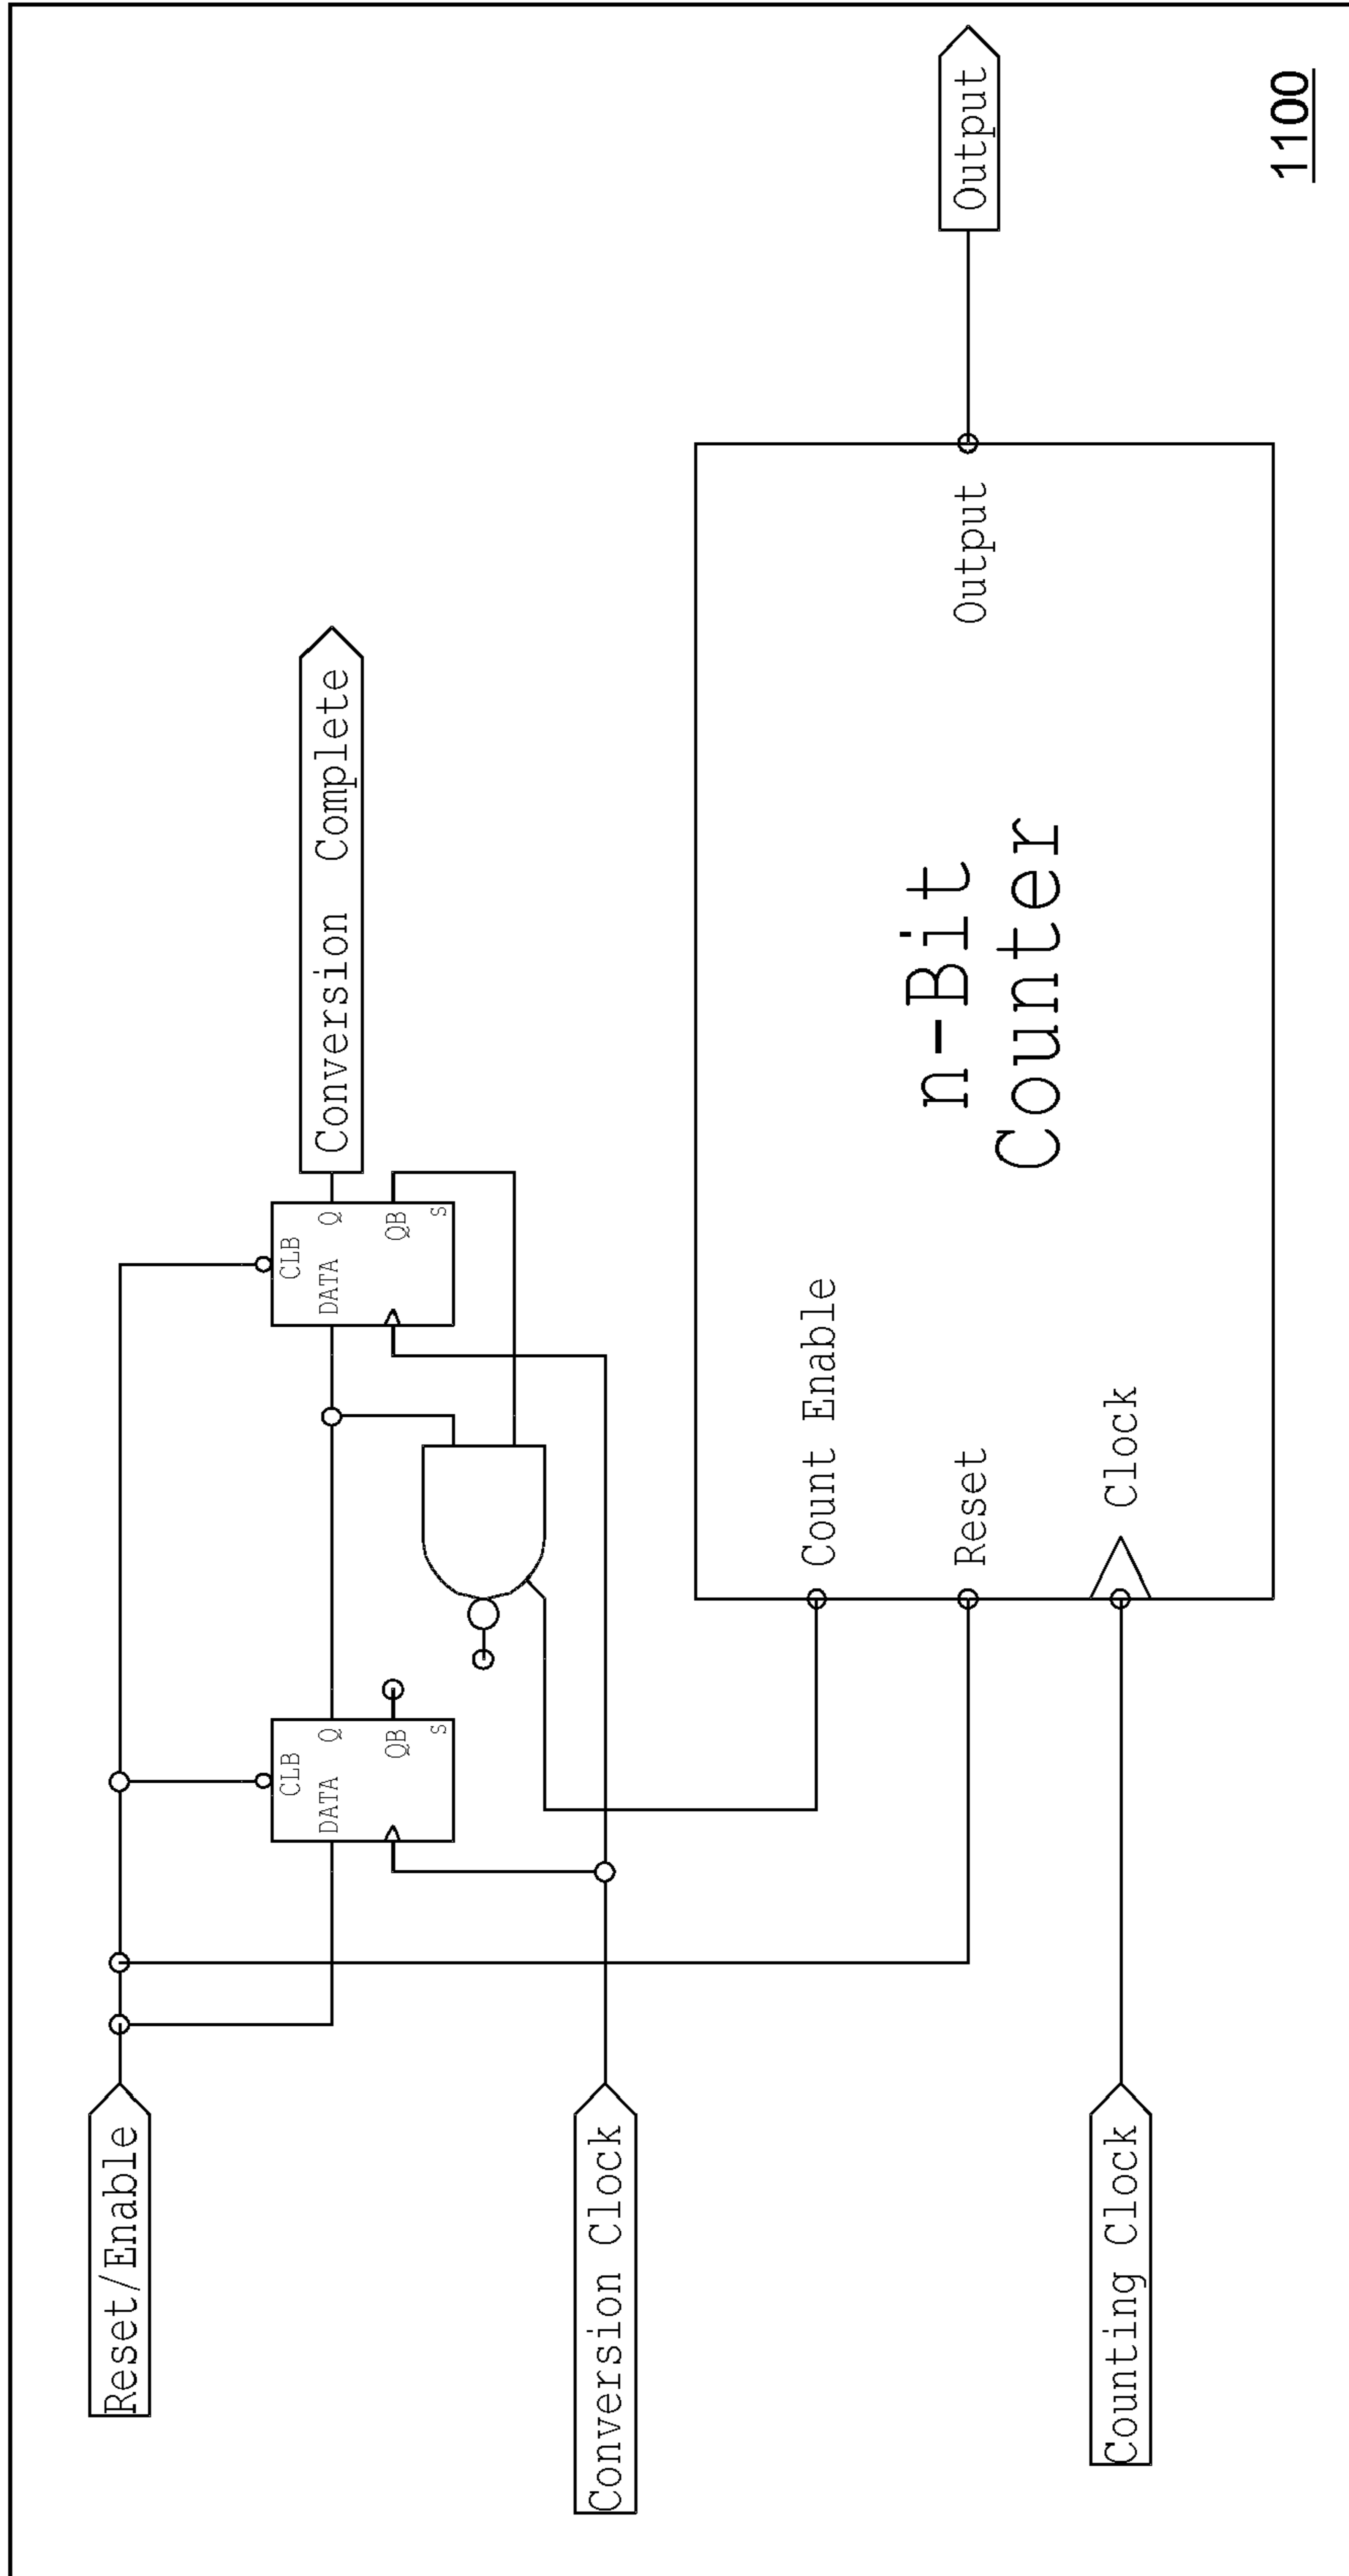 Reset/Enable
Conversion Clock
Counting Clock
CLB
DATA
Q
QB
S
CLB
DATA
Q
QB
S
Conversion Complete
Count Enable
Reset
Clock
n-Bit
Counter
Output
Output
1100